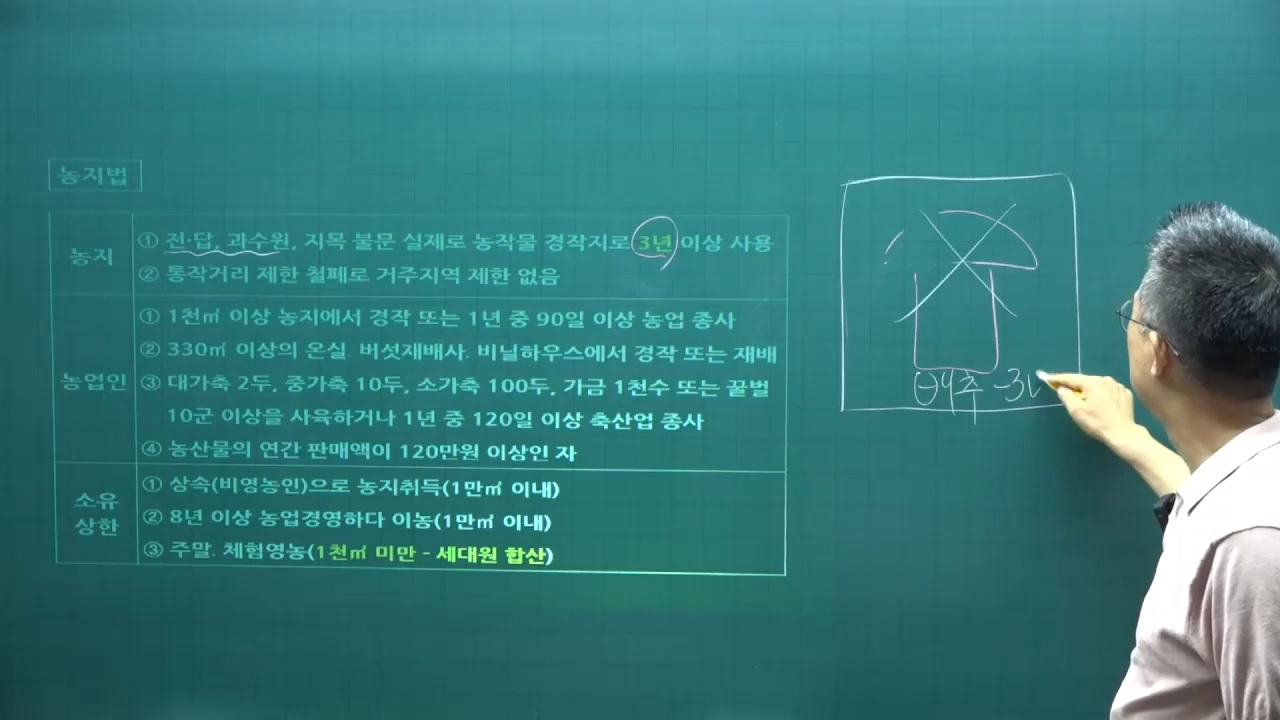 농지법
농지
① 전·답, 과수원, 지목 불문 실제로 농작물 경작지로 3년 이상 사용
② 통작거리 제한 철폐로 거주지역 제한 없음
농업인
① 1천㎡ 이상 농지에서 경작 또는 1년 중 90일 이상 농업 종사
② 330㎡ 이상의 온실. 버섯재배사. 비닐하우스에서 경작 또는 재배
③ 대가축 2두, 중가축 10두, 소가축 100두, 가금 1천수 또는 꿀벌
10군 이상을 사육하거나 1년 중 120일 이상 축산업 종사
④ 농산물의 연간 판매액이 120만원 이상인 자
소유
상한
① 상속(비영농인)으로 농지취득(1만㎡ 이내)
② 8년 이상 농업경영하다 이농(1만㎡ 이내)
③ 주말. 체험영농(1천㎡ 미만 - 세대원 합산)